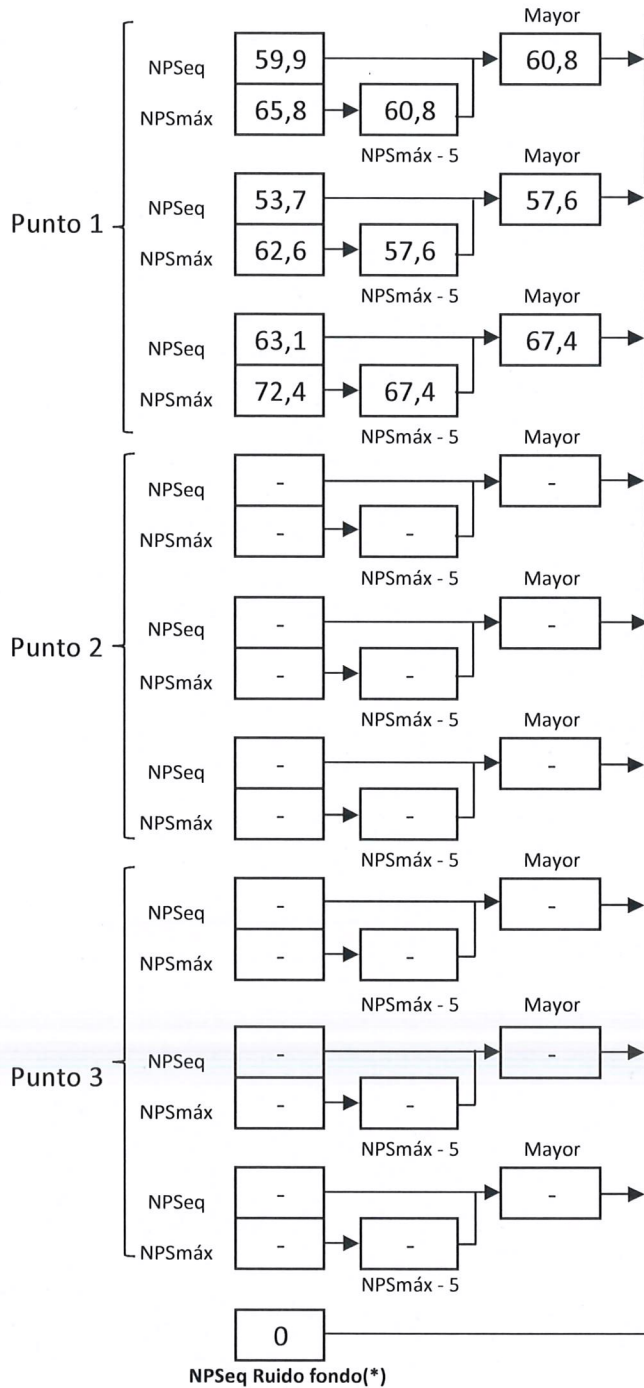 Mayor
NPSeq 59,9 60,8
NPSmáx 65,8 60,8
NPSmáx - 5 Mayor
Punto 1 NPSeq 53,7 57,6
NPSmáx 62,6 57,6
NPSmáx - 5 Mayor
NPSeq 63,1 67,4
NPSmáx 72,4 67,4
NPSmáx - 5 Mayor
NPSeq - -
NPSmáx - -
NPSmáx - 5 Mayor
Punto 2 NPSeq - -
NPSmáx - -
NPSmáx - 5 Mayor
NPSeq - -
NPSmáx - -
NPSmáx - 5 Mayor
NPSeq - -
NPSmáx - -
NPSmáx - 5 Mayor
Punto 3 NPSeq - -
NPSmáx - -
NPSmáx - 5 Mayor
NPSeq - -
NPSmáx - -
NPSmáx - 5
0
NPSeq Ruido fondo(*)